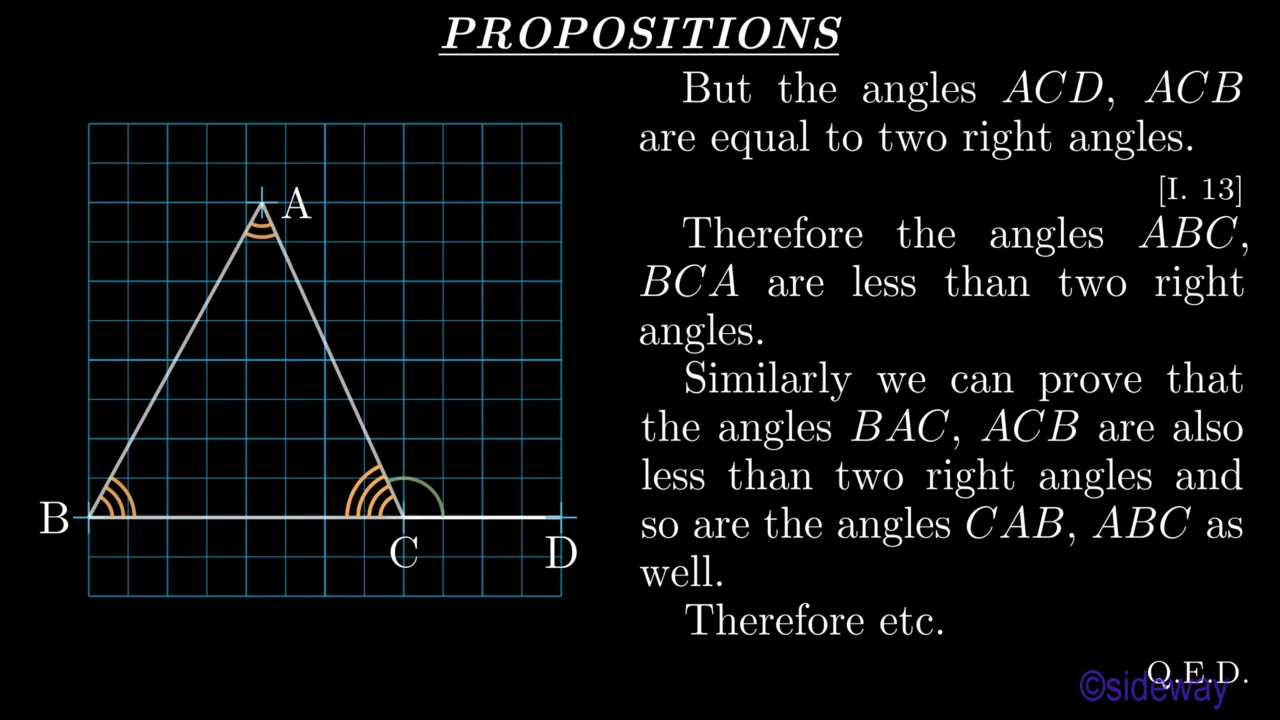 PROPOSITIONS
But the angles ACD, ACB
are equal to two right angles.
[I. 13]
Therefore the angles ABC,
BCA are less than two right
angles.
Similarly we can prove that
the angles BAC, ACB are also
less than two right angles and
so are the angles CAB, ABC as
well.
Therefore etc.
Q.E.D.
©sideway
A
B
C
D